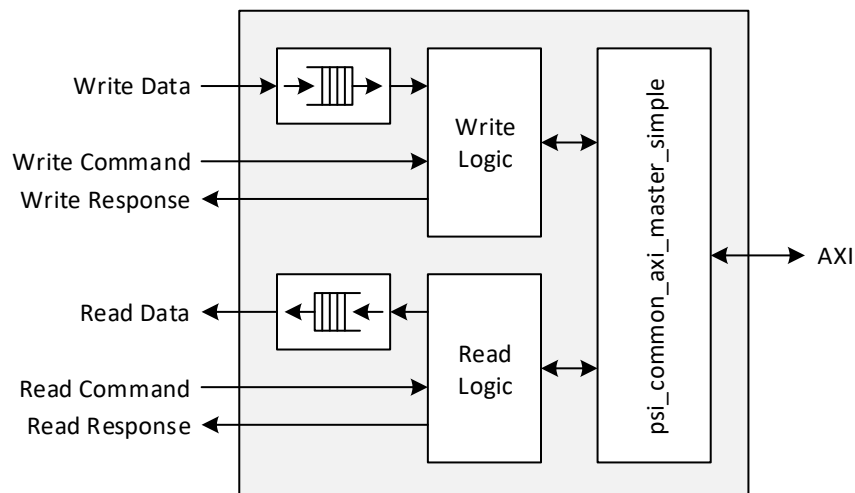 Write Data
Write Command
Write Response
Write
Logic
Read Data
Read Command
Read Response
Read
Logic
psi_common_axi_master_simple
AXI